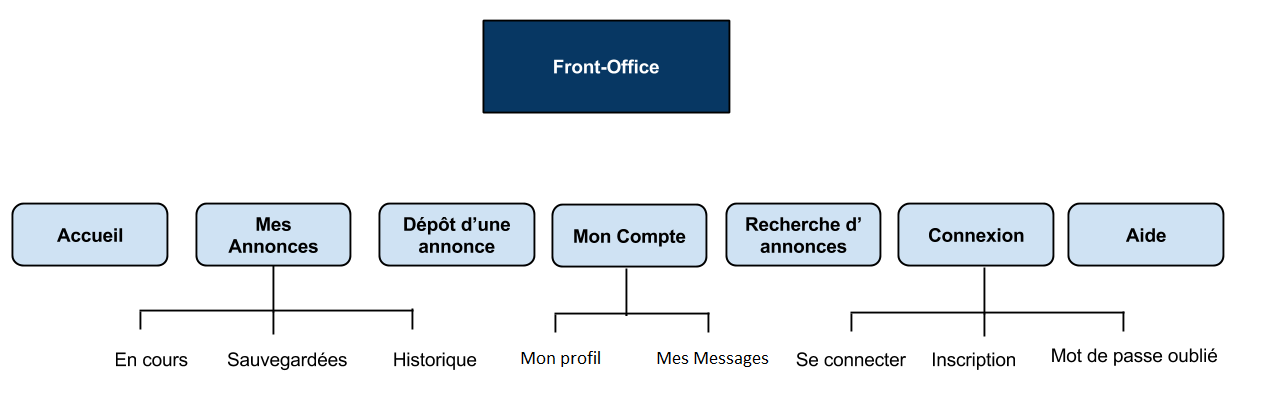 Front-Office
Accueil
Mes
Annonces
Dépôt d’une
annonce
Mon Compte
Recherche d’
annonces
Connexion
Aide
En cours
Sauvegardées
Historique
Mon profil
Mes Messages
Se connecter
Inscription
Mot de passe oublié